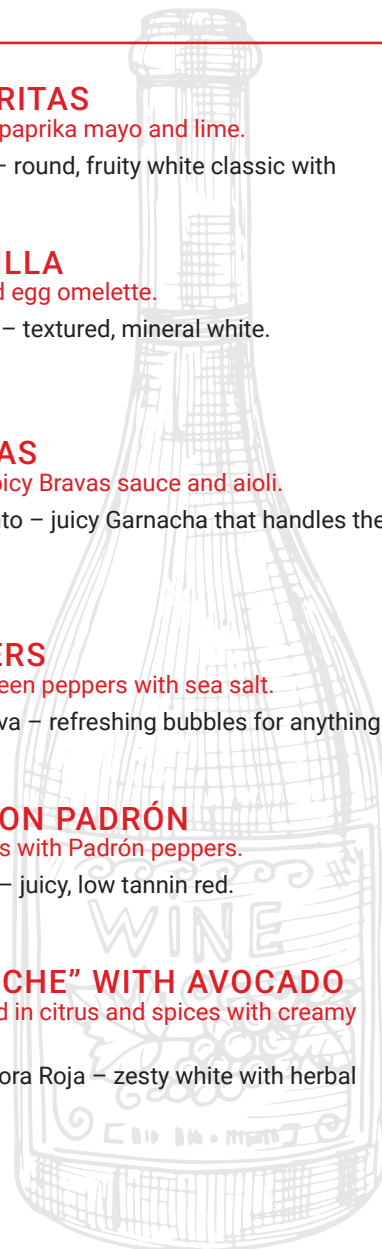 RITAS
paprika mayo and lime.
– round, fruity white classic with
ILLA
d egg omelette.
– textured, mineral white.
AS
picy Bravas sauce and aioli.
nto – juicy Garnacha that handles the
ERS
een peppers with sea salt.
va – refreshing bubbles for anything
ON PADRÓN
s with Padrón peppers.
– juicy, low tannin red.
CHE” WITH AVOCADO
d in citrus and spices with creamy
ora Roja – zesty white with herbal
WINE